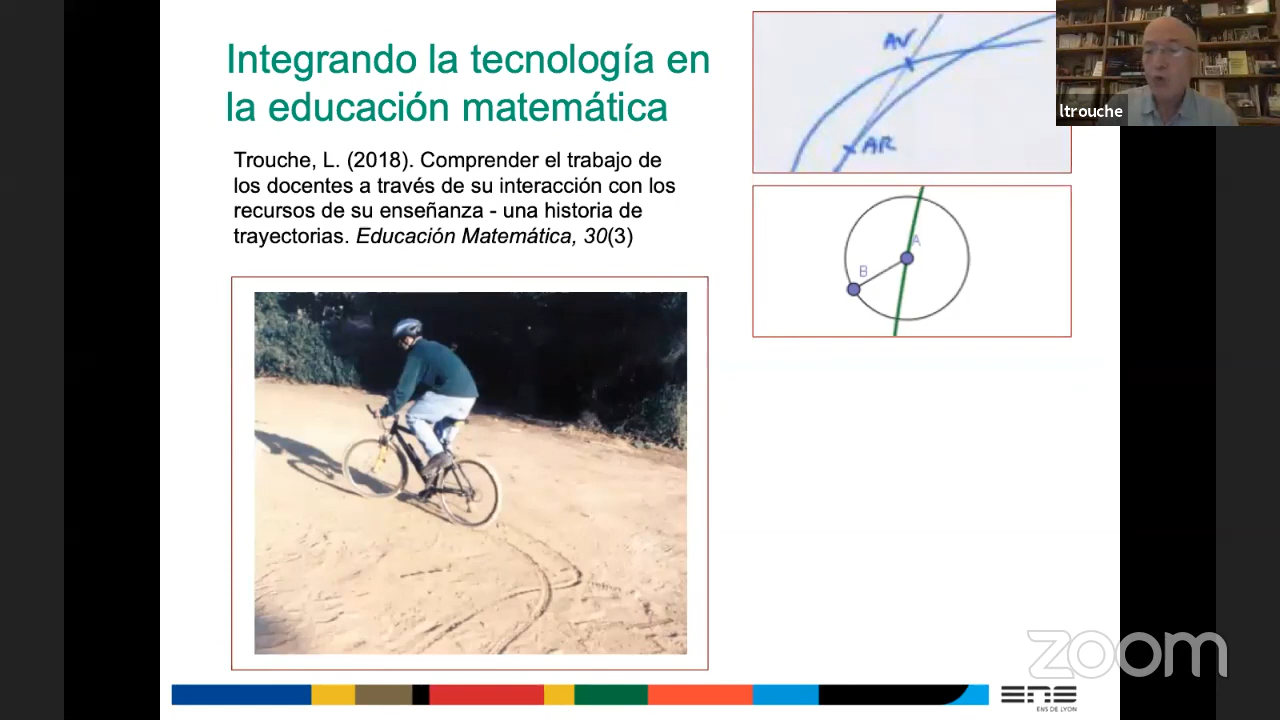 Integrando la tecnología en
la educación matemática
Trouche, L. (2018). Comprender el trabajo de
los docentes a través de su interacción con los
recursos de su enseñanza - una historia de
trayectorias. Educación Matemática, 30(3)
AV
AR
A
B
ltrouche
zoom
ENS
ENS DE LYON